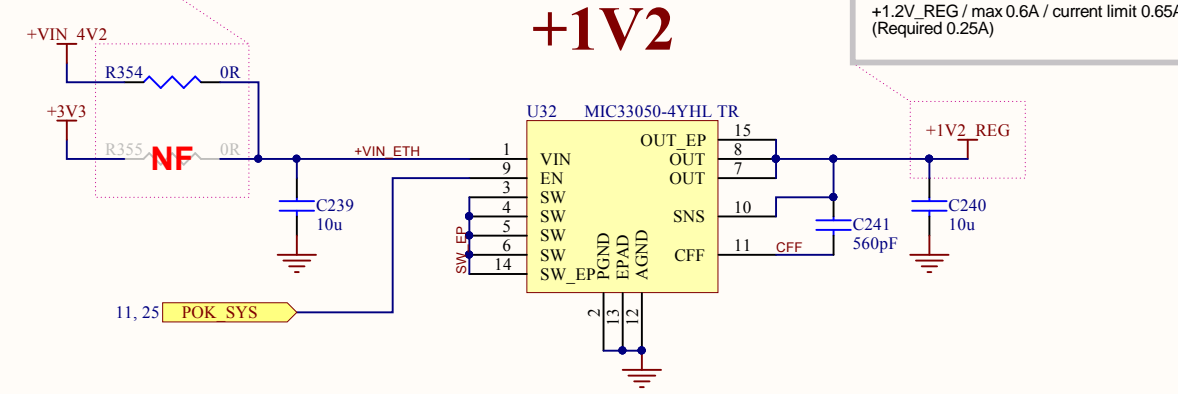 +1V2
+1.2V_REG / max 0.6A / current limit 0.65A
(Required 0.25A)
+VIN_4V2
R354 0R
+3V3
R355 NF 0R
+VIN_ETH
C239
10u
11, 25 POK_SYS
U32 MIC33050-4YHL TR
1 VIN
9 EN
3 SW
4 SW
5 SW
6 SW
14 SW_EP
SW_EP
OUT_EP 15
OUT 8
OUT 7
SNS 10
CFF 11 CFF
PGND EPAD AGND
2 13 12
+1V2_REG
C241
560pF
C240
10u